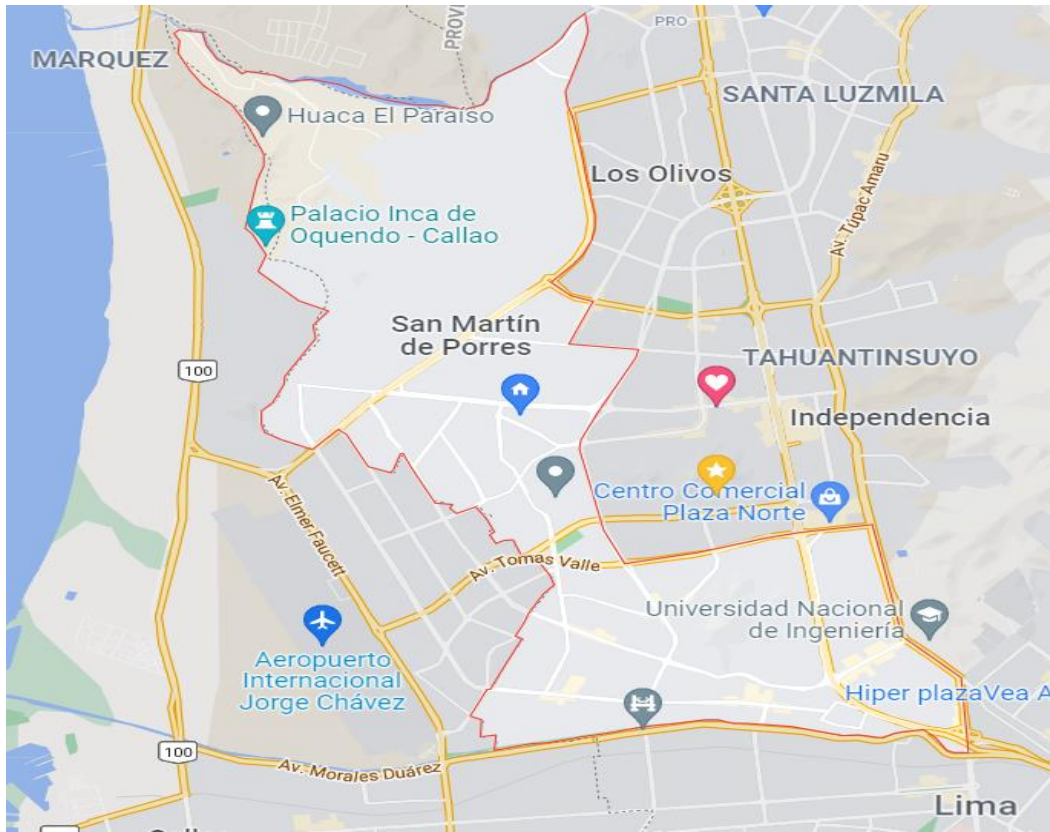 PRO
PROV
MARQUEZ
SANTA LUZMILA
Huaca El Paraiso
Los Olivos
Av. Túpac Amaru
Palacio Inca de
Oquendo - Callao
San Martín
de Porres
TAHUANTINSUYO
100
Independencia
Centro Comercial
Plaza Norte
Av. Elmer Faucett
Av. Tomas Valle
Universidad Nacional
de Ingeniería
Aeropuerto
Internacional
Jorge Chávez
Hiper plazaVea A
100
Av. Morales Duárez
Lima